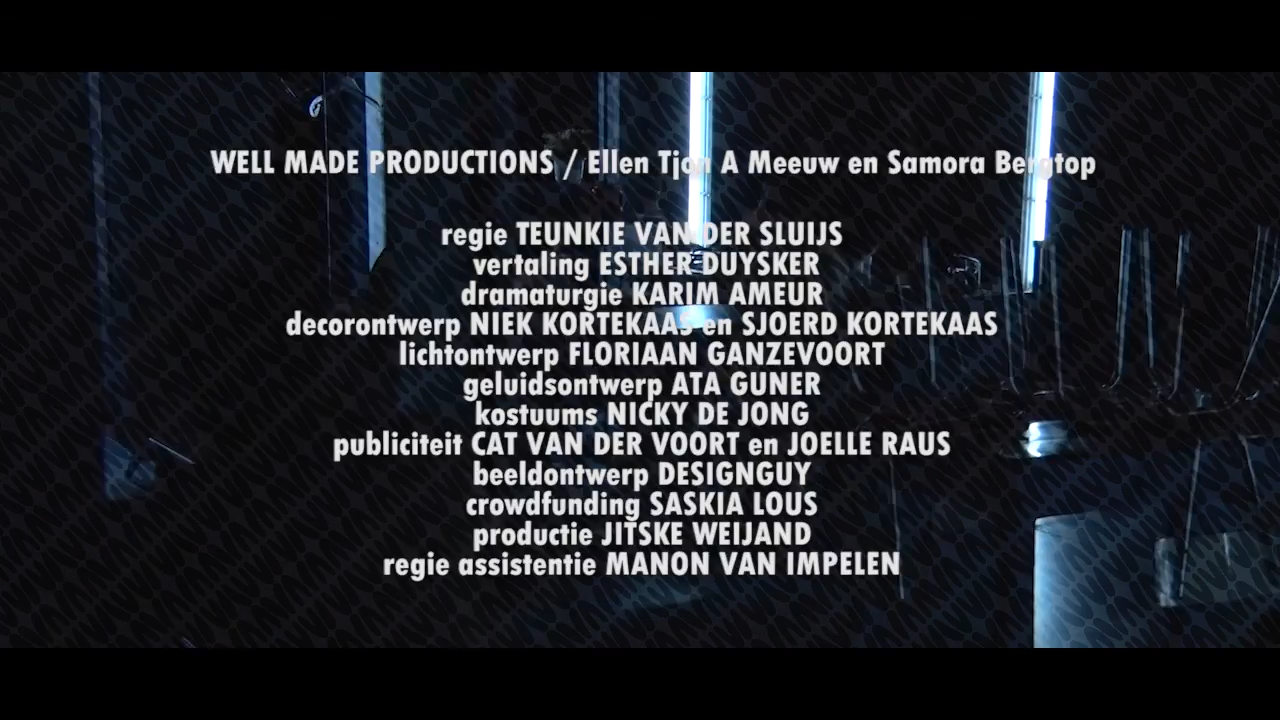 WELL MADE PRODUCTIONS / Ellen Tjon A Meeuw en Samora Bergtop
regie TEUNKIE VAN DER SLUIJS
vertaling ESTHER DUYSKER
dramaturgie KARIM AMEUR
decorontwerp NIEK KORTEKAAS en SJOERD KORTEKAAS
lichtontwerp FLORIAAN GANZEVOORT
geluidsontwerp ATA GUNER
kostuums NICKY DE JONG
publiciteit CAT VAN DER VOORT en JOELLE RAUS
beeldontwerp DESIGNGUY
crowdfunding SASKIA LOUS
productie JITSKE WEIJAND
regie assistentie MANON VAN IMPELEN